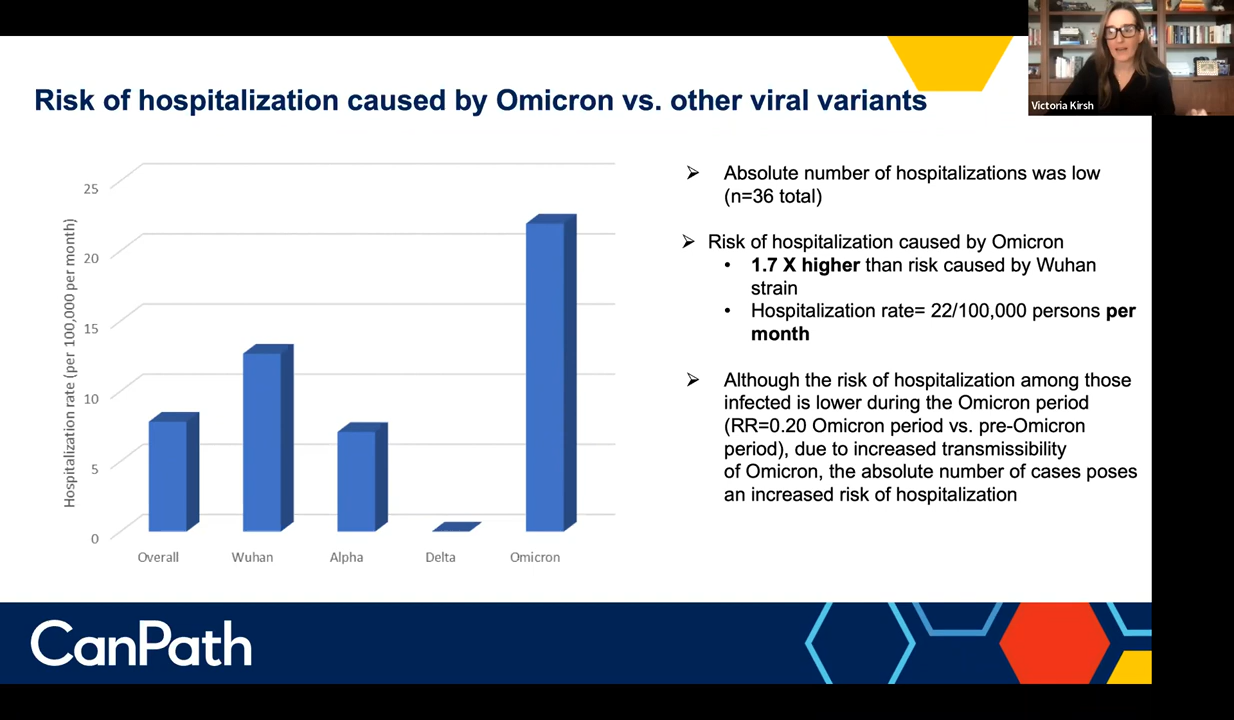 Risk of hospitalization caused by Omicron vs. other viral variants
Victoria Kirsh
Hospitalization rate (per 100,000 per month)
25
20
15
10
5
0
Overall
Wuhan
Alpha
Delta
Omicron
Absolute number of hospitalizations was low
(n=36 total)
Risk of hospitalization caused by Omicron
1.7 X higher than risk caused by Wuhan
strain
Hospitalization rate= 22/100,000 persons per
month
Although the risk of hospitalization among those
infected is lower during the Omicron period
(RR=0.20 Omicron period vs. pre-Omicron
period), due to increased transmissibility
of Omicron, the absolute number of cases poses
an increased risk of hospitalization
CanPath